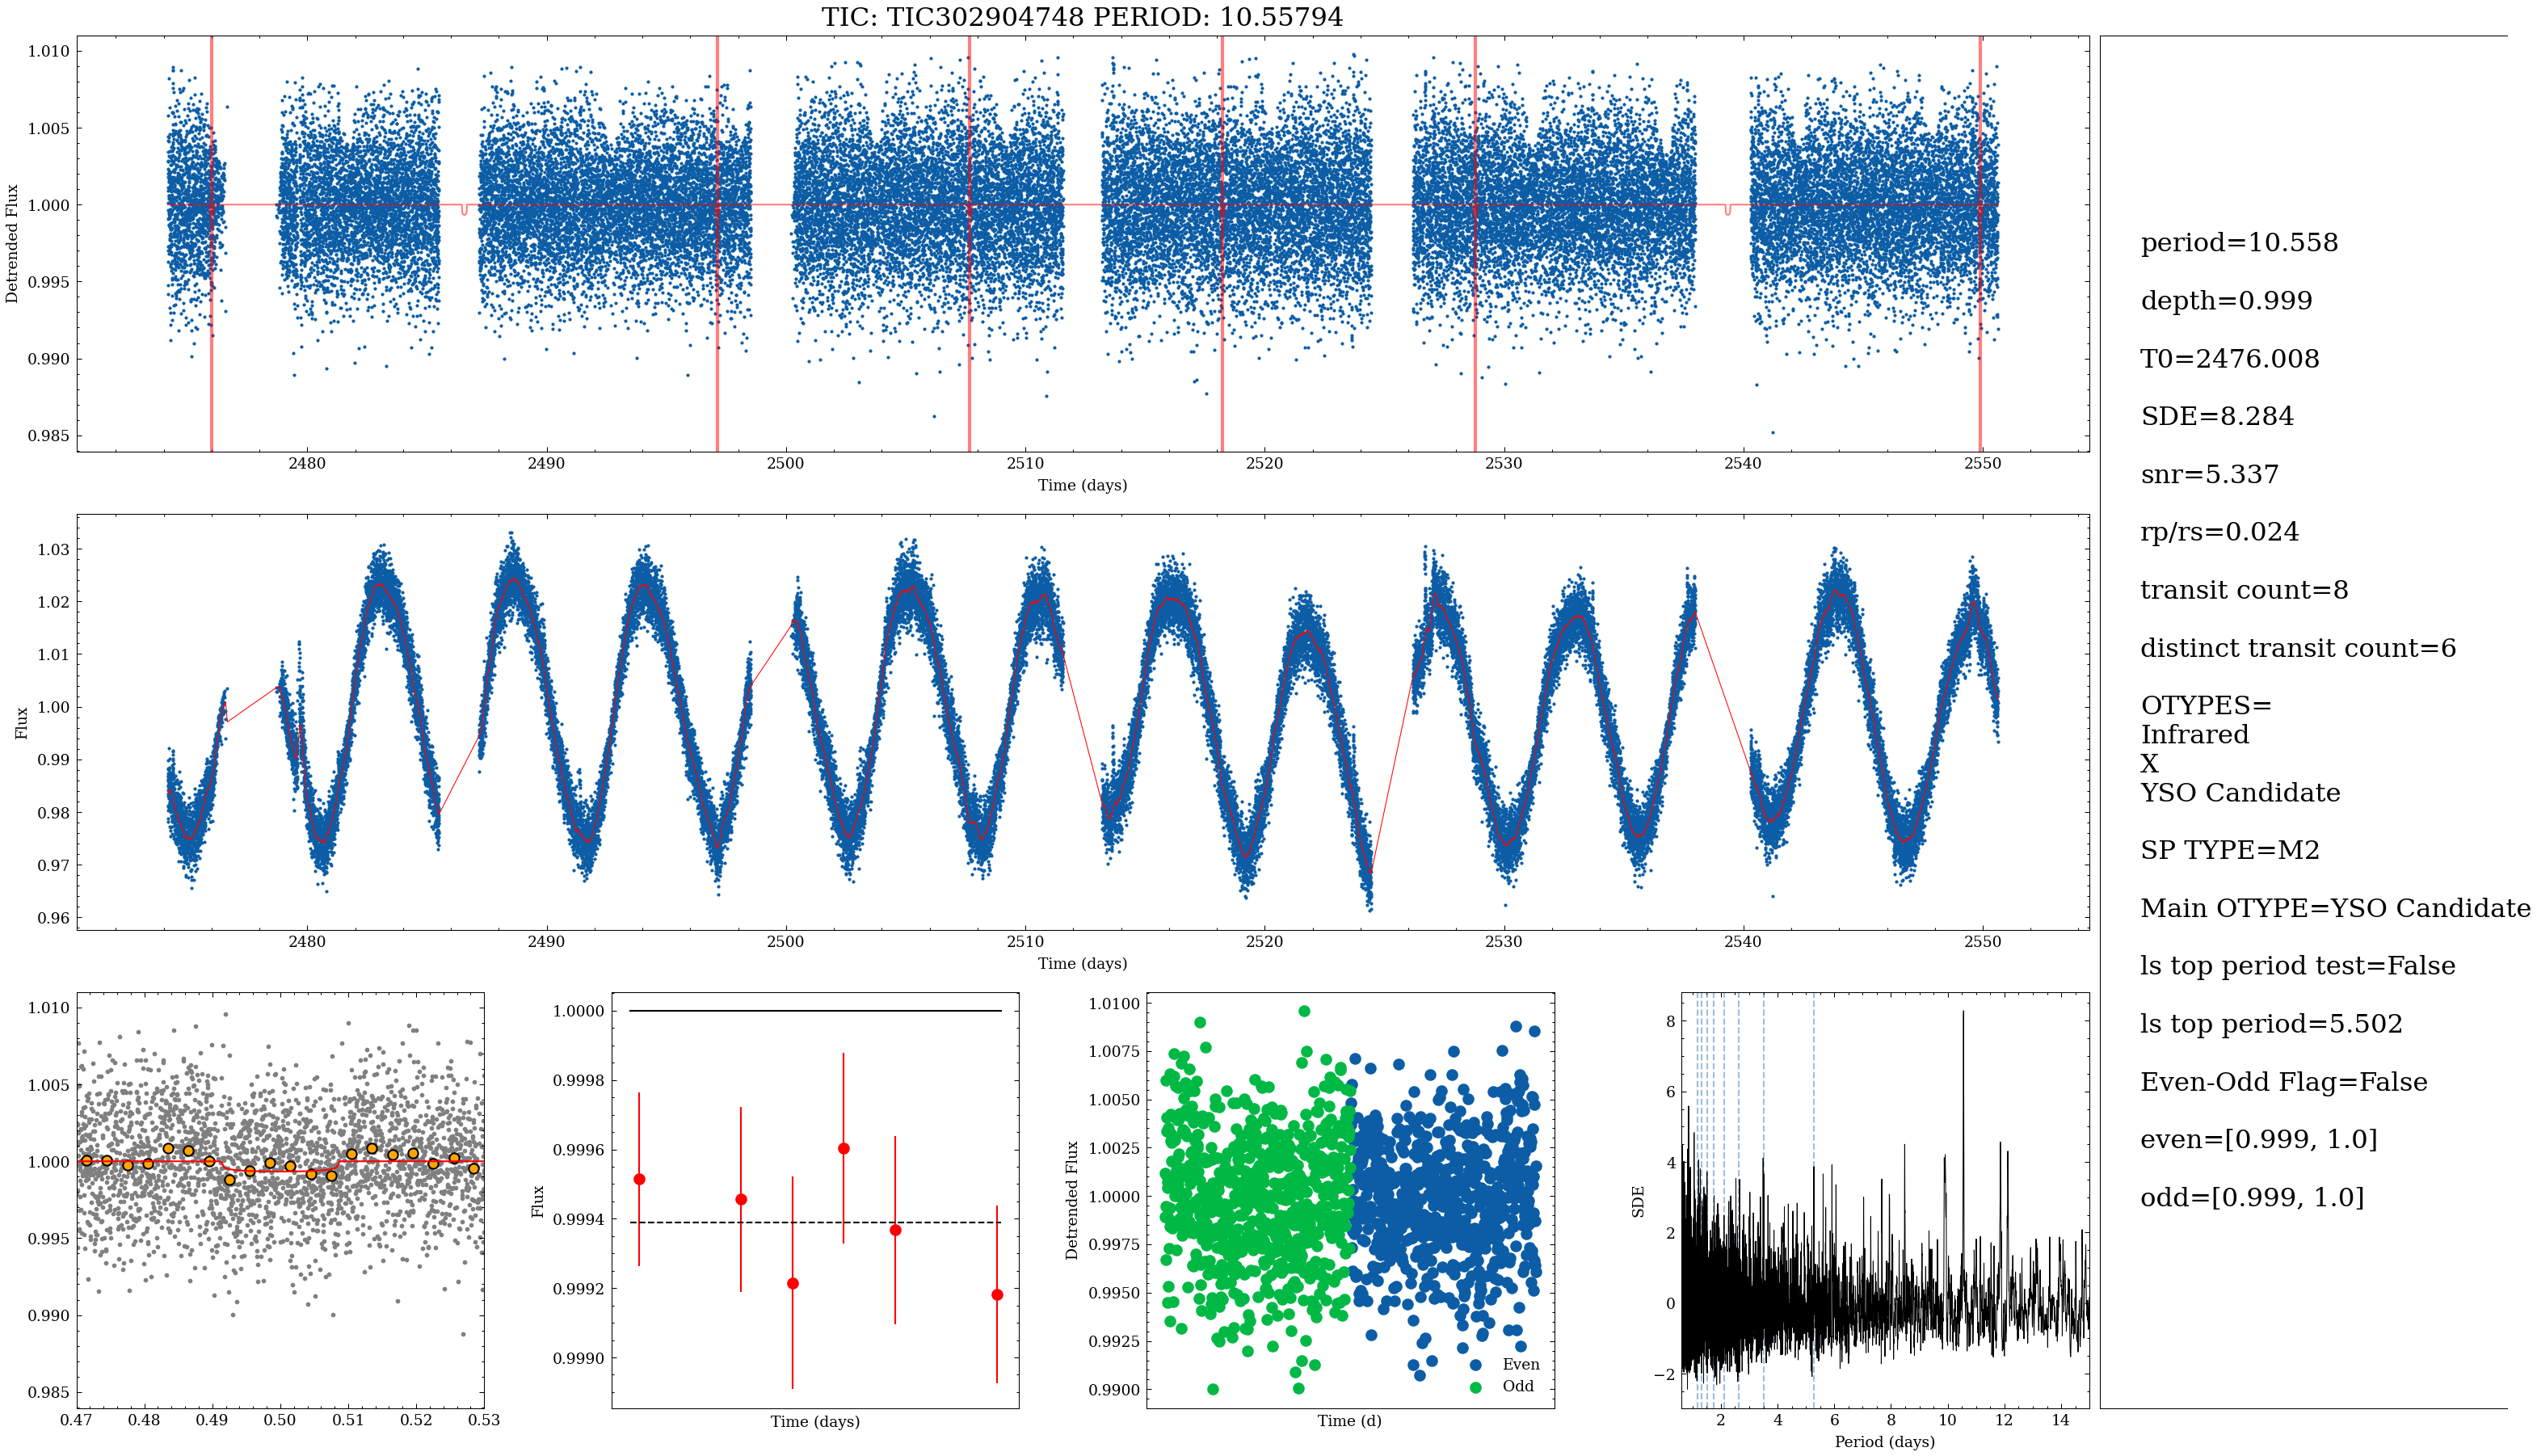 TIC: TIC302904748 PERIOD: 10.55794
1.010
1.005
1.000
0.995
0.990
0.985
Detrended Flux
2480 2490 2500 2510 2520 2530 2540 2550
Time (days)
1.03
1.02
1.01
1.00
0.99
0.98
0.97
0.96
Flux
2480 2490 2500 2510 2520 2530 2540 2550
Time (days)
1.010
1.005
1.000
0.995
0.990
0.985
0.47 0.48 0.49 0.50 0.51 0.52 0.53
1.0000
0.9998
0.9996
0.9994
0.9992
0.9990
Flux
Time (days)
1.0100
1.0075
1.0050
1.0025
1.0000
0.9975
0.9950
0.9925
0.9900
Detrended Flux
Even
Odd
Time (d)
8
6
4
2
0
−2
SDE
2 4 6 8 10 12 14
Period (days)
period=10.558
depth=0.999
T0=2476.008
SDE=8.284
snr=5.337
rp/rs=0.024
transit count=8
distinct transit count=6
OTYPES=
Infrared
X
YSO Candidate
SP TYPE=M2
Main OTYPE=YSO Candidate
ls top period test=False
ls top period=5.502
Even-Odd Flag=False
even=[0.999, 1.0]
odd=[0.999, 1.0]